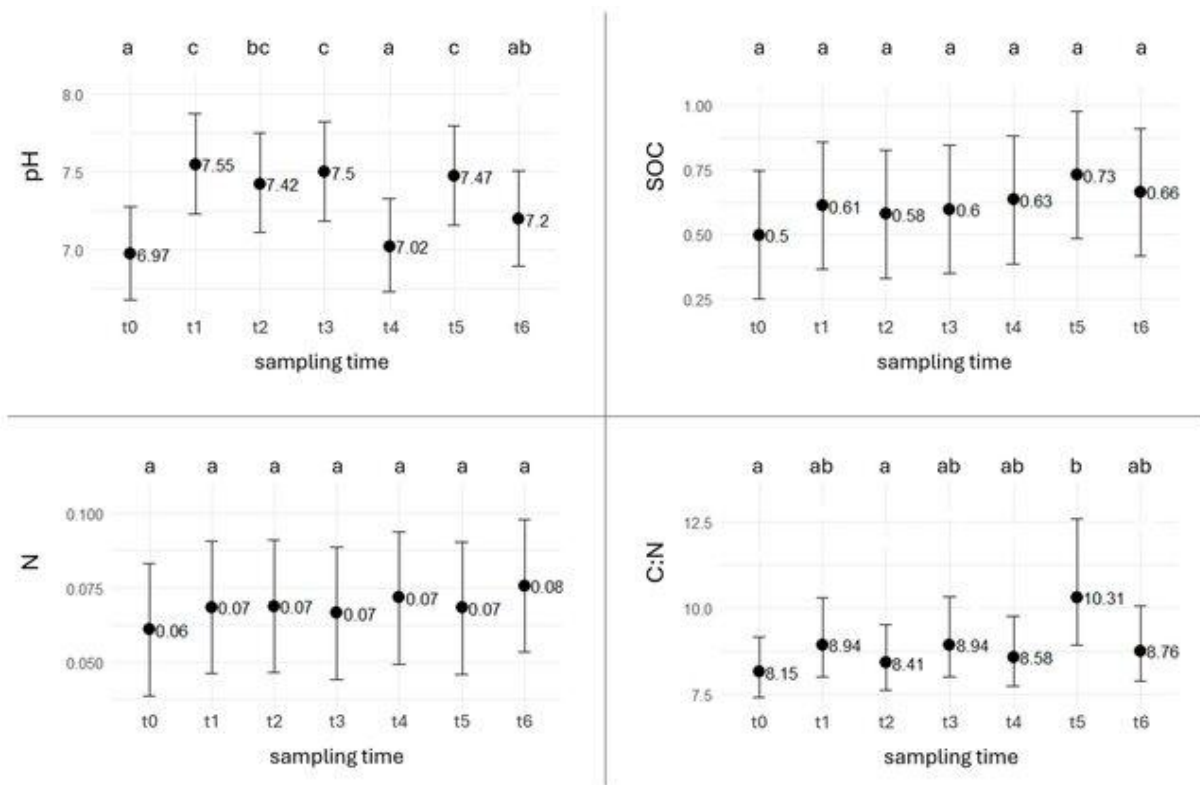 a c bc c a c ab
8.0
7.5
7.0
pH
6.97
7.55
7.42
7.5
7.02
7.47
7.2
t0 t1 t2 t3 t4 t5 t6
sampling time
a a a a a a a
1.00
0.75
0.50
0.25
SOC
0.5
0.61
0.58
0.6
0.63
0.73
0.66
t0 t1 t2 t3 t4 t5 t6
sampling time
a a a a a a a
0.100
0.075
0.050
N
0.06
0.07
0.07
0.07
0.07
0.07
0.08
t0 t1 t2 t3 t4 t5 t6
sampling time
a ab a ab ab b ab
12.5
10.0
7.5
C:N
8.15
8.94
8.41
8.94
8.58
10.31
8.76
t0 t1 t2 t3 t4 t5 t6
sampling time